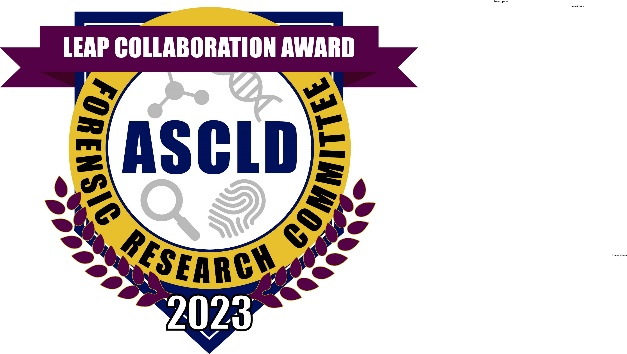 LEAP COLLABORATION AWARD
ASCLD
FORENSIC RESEARCH COMMITTEE
2023